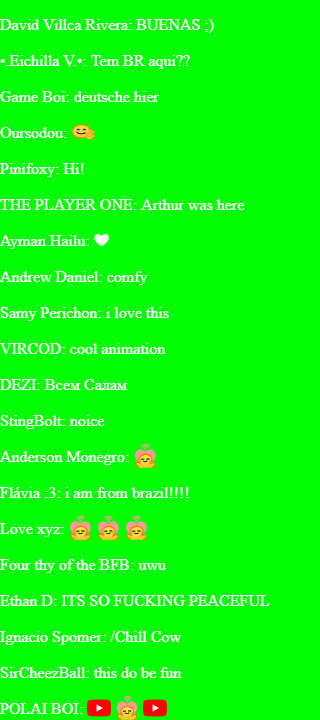 David Villca Rivera: BUENAS :)
•.Eichilla V.•: Tem BR aqui??
Game Boi: deutsche hier
Oursodou:
Pinifoxy: Hi!
THE PLAYER ONE: Arthur was here
Ayman Hailu:
Andrew Daniel: comfy
Samy Perichon: i love this
VIRCOD: cool animation
DEZI: Всем Салам
StingBolt: noice
Anderson Monegro:
Flávia :3: i am from brazil!!!!
Love xyz:
Four thy of the BFB: uwu
Ethan D: ITS SO FUCKING PEACEFUL
Ignacio Spomer: /Chill Cow
SirCheezBall: this do be fun
POLAI BOI: